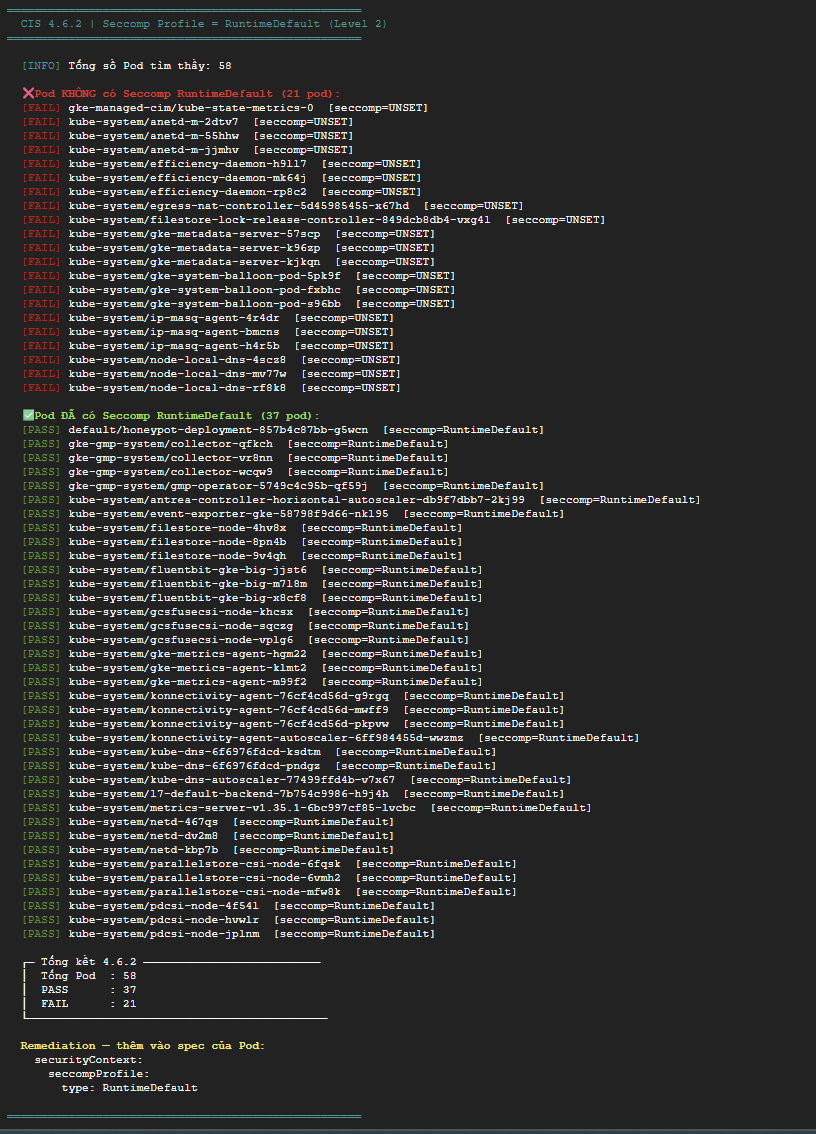 CIS 4.6.2 | Seccomp Profile = RuntimeDefault (Level 2)
[INFO] Tổng số Pod tìm thấy: 58
❌Pod KHÔNG có Seccomp RuntimeDefault (21 pod):
[FAIL] gke-managed-cim/kube-state-metrics-0 [seccomp=UNSET]
[FAIL] kube-system/anetd-m-2dtv7 [seccomp=UNSET]
[FAIL] kube-system/anetd-m-55hhw [seccomp=UNSET]
[FAIL] kube-system/anetd-m-jjmhv [seccomp=UNSET]
[FAIL] kube-system/efficiency-daemon-h9ll7 [seccomp=UNSET]
[FAIL] kube-system/efficiency-daemon-mk64j [seccomp=UNSET]
[FAIL] kube-system/efficiency-daemon-rp8c2 [seccomp=UNSET]
[FAIL] kube-system/egress-nat-controller-5d45985455-x67hd [seccomp=UNSET]
[FAIL] kube-system/filestore-lock-release-controller-849dcb8db4-vxg4l [seccomp=UNSET]
[FAIL] kube-system/gke-metadata-server-57scp [seccomp=UNSET]
[FAIL] kube-system/gke-metadata-server-k96zp [seccomp=UNSET]
[FAIL] kube-system/gke-metadata-server-kjkqn [seccomp=UNSET]
[FAIL] kube-system/gke-system-balloon-pod-5pk9f [seccomp=UNSET]
[FAIL] kube-system/gke-system-balloon-pod-fxbhc [seccomp=UNSET]
[FAIL] kube-system/gke-system-balloon-pod-s96bb [seccomp=UNSET]
[FAIL] kube-system/ip-masq-agent-4r4dr [seccomp=UNSET]
[FAIL] kube-system/ip-masq-agent-bmcns [seccomp=UNSET]
[FAIL] kube-system/ip-masq-agent-h4r5b [seccomp=UNSET]
[FAIL] kube-system/node-local-dns-4scz8 [seccomp=UNSET]
[FAIL] kube-system/node-local-dns-mv77w [seccomp=UNSET]
[FAIL] kube-system/node-local-dns-rf8k8 [seccomp=UNSET]
✅Pod ĐÃ có Seccomp RuntimeDefault (37 pod):
[PASS] default/honeypot-deployment-857b4c87bb-g5wcn [seccomp=RuntimeDefault]
[PASS] gke-gmp-system/collector-qfkch [seccomp=RuntimeDefault]
[PASS] gke-gmp-system/collector-vr8nn [seccomp=RuntimeDefault]
[PASS] gke-gmp-system/collector-wcqw9 [seccomp=RuntimeDefault]
[PASS] gke-gmp-system/gmp-operator-5749c4c95b-qf59j [seccomp=RuntimeDefault]
[PASS] kube-system/antrea-controller-horizontal-autoscaler-db9f7dbb7-2kj99 [seccomp=RuntimeDefault]
[PASS] kube-system/event-exporter-gke-58798f9d66-nkl95 [seccomp=RuntimeDefault]
[PASS] kube-system/filestore-node-4hv8x [seccomp=RuntimeDefault]
[PASS] kube-system/filestore-node-8pn4b [seccomp=RuntimeDefault]
[PASS] kube-system/filestore-node-9v4qh [seccomp=RuntimeDefault]
[PASS] kube-system/fluentbit-gke-big-jjst6 [seccomp=RuntimeDefault]
[PASS] kube-system/fluentbit-gke-big-m7l8m [seccomp=RuntimeDefault]
[PASS] kube-system/fluentbit-gke-big-x8cf8 [seccomp=RuntimeDefault]
[PASS] kube-system/gcsfusecsi-node-khcsx [seccomp=RuntimeDefault]
[PASS] kube-system/gcsfusecsi-node-sqczg [seccomp=RuntimeDefault]
[PASS] kube-system/gcsfusecsi-node-vplg6 [seccomp=RuntimeDefault]
[PASS] kube-system/gke-metrics-agent-hgm22 [seccomp=RuntimeDefault]
[PASS] kube-system/gke-metrics-agent-klmt2 [seccomp=RuntimeDefault]
[PASS] kube-system/gke-metrics-agent-m99f2 [seccomp=RuntimeDefault]
[PASS] kube-system/konnectivity-agent-76cf4cd56d-g9rgq [seccomp=RuntimeDefault]
[PASS] kube-system/konnectivity-agent-76cf4cd56d-mwff9 [seccomp=RuntimeDefault]
[PASS] kube-system/konnectivity-agent-76cf4cd56d-pkpvw [seccomp=RuntimeDefault]
[PASS] kube-system/konnectivity-agent-autoscaler-6ff984455d-wwzmz [seccomp=RuntimeDefault]
[PASS] kube-system/kube-dns-6f6976fdcd-ksdtm [seccomp=RuntimeDefault]
[PASS] kube-system/kube-dns-6f6976fdcd-pndgz [seccomp=RuntimeDefault]
[PASS] kube-system/kube-dns-autoscaler-77499ffd4b-v7x67 [seccomp=RuntimeDefault]
[PASS] kube-system/l7-default-backend-7b754c9986-h9j4h [seccomp=RuntimeDefault]
[PASS] kube-system/metrics-server-v1.35.1-6bc997cf85-lvcbc [seccomp=RuntimeDefault]
[PASS] kube-system/netd-467qs [seccomp=RuntimeDefault]
[PASS] kube-system/netd-dv2m8 [seccomp=RuntimeDefault]
[PASS] kube-system/netd-kbp7b [seccomp=RuntimeDefault]
[PASS] kube-system/parallelstore-csi-node-6fqsk [seccomp=RuntimeDefault]
[PASS] kube-system/parallelstore-csi-node-6vmh2 [seccomp=RuntimeDefault]
[PASS] kube-system/parallelstore-csi-node-mfw8k [seccomp=RuntimeDefault]
[PASS] kube-system/pdcsi-node-4f54l [seccomp=RuntimeDefault]
[PASS] kube-system/pdcsi-node-hvwlr [seccomp=RuntimeDefault]
[PASS] kube-system/pdcsi-node-jplnm [seccomp=RuntimeDefault]
Tổng kết 4.6.2
Tổng Pod : 58
PASS : 37
FAIL : 21
Remediation — thêm vào spec của Pod:
securityContext:
seccompProfile:
type: RuntimeDefault